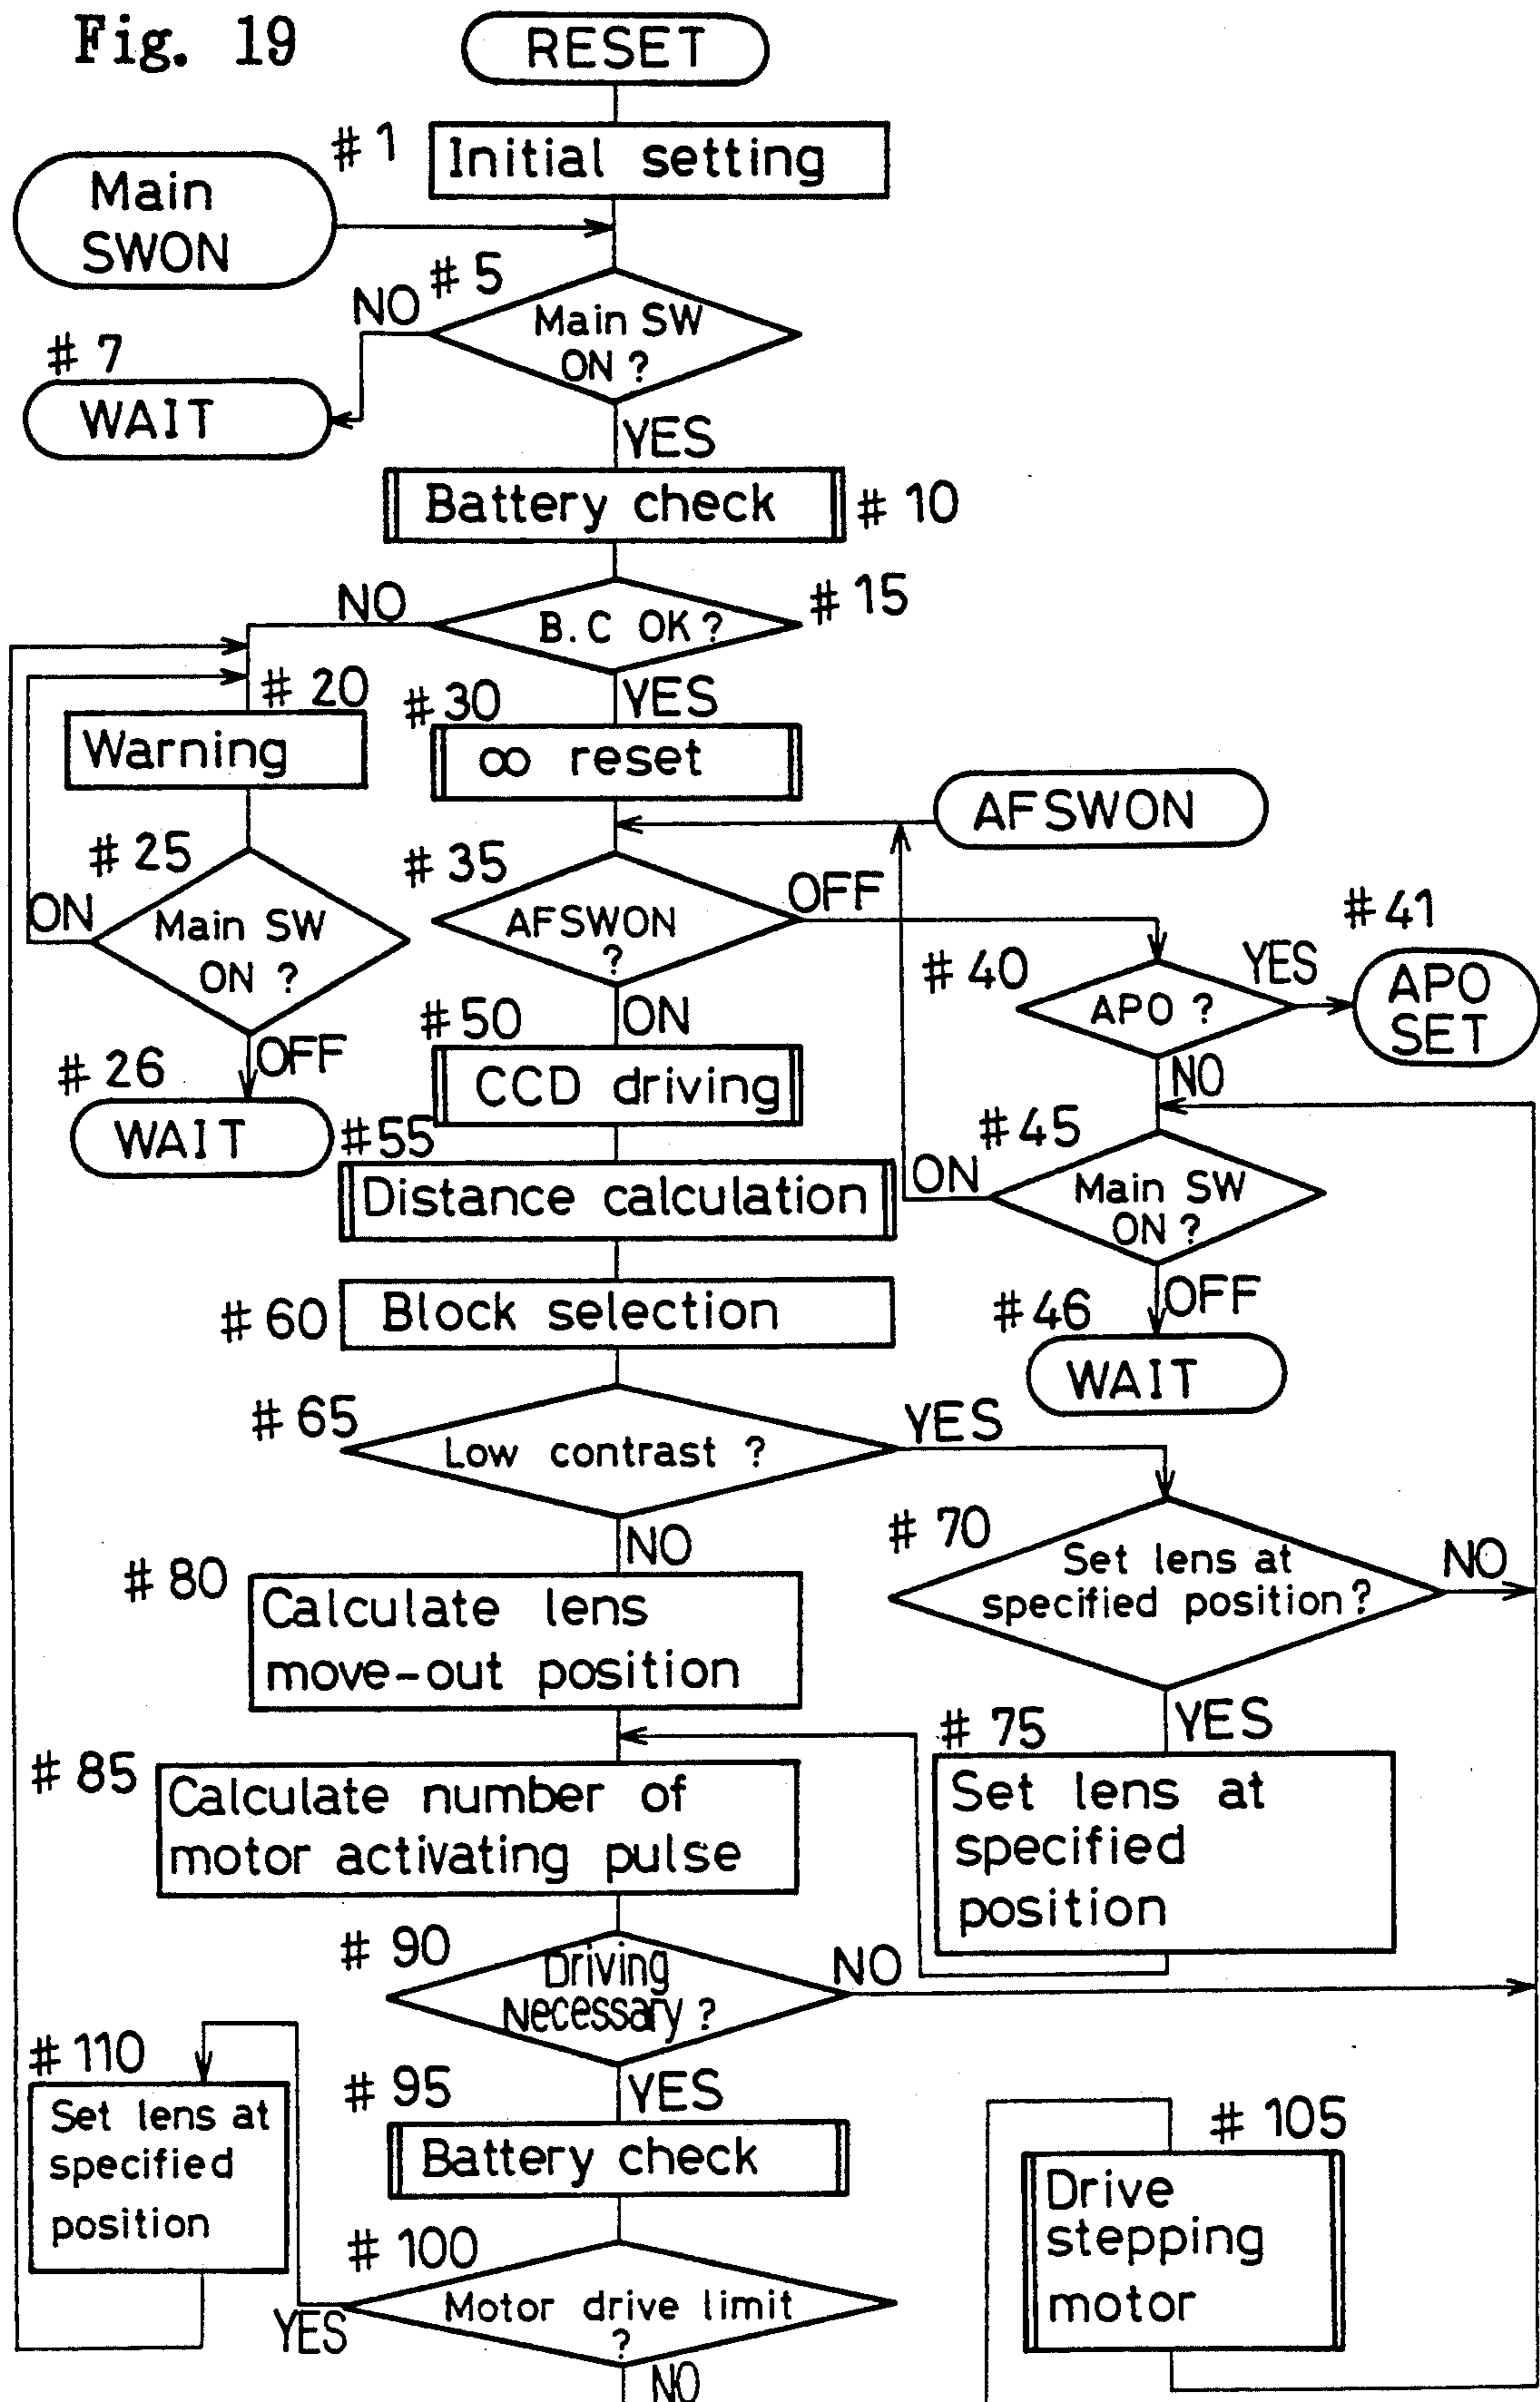 Fig. 19
RESET
#1
Initial setting
Main
SWON
#5
Main SW
ON ?
NO
#7
WAIT
YES
Battery check
#10
B.C OK?
#15
NO
#20
Warning
YES
#30
∞ reset
AFSWON
#25
Main SW
ON ?
ON
OFF
#26
WAIT
#35
AFSWON
?
OFF
#40
APO ?
YES
#41
APO
SET
NO
ON
#50
CCD driving
#45
Main SW
ON ?
ON
OFF
#46
WAIT
#55
Distance calculation
#60
Block selection
#65
Low contrast ?
YES
#70
Set lens at
specified position?
NO
YES
#75
Set lens at
specified
position
NO
#80
Calculate lens
move-out position
#85
Calculate number of
motor activating pulse
#90
Driving
Necessary ?
NO
YES
#95
Battery check
#100
Motor drive limit
?
YES
NO
#110
Set lens at
specified
position
#105
Drive
stepping
motor